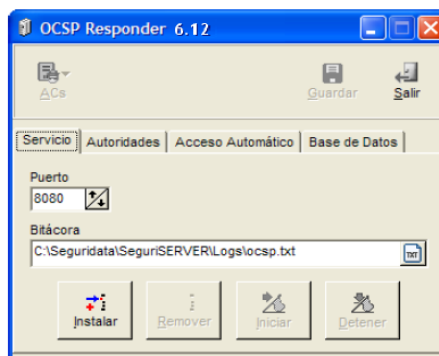 OCSP Responder 6.12
ACs Guardar Salir
Servicio Autoridades Acceso Automático Base de Datos
Puerto
8080
Bitácora
C:\Seguridata\SeguriSERVER\Logs\ocsp.txt
TXT
Instalar Remover Iniciar Detener